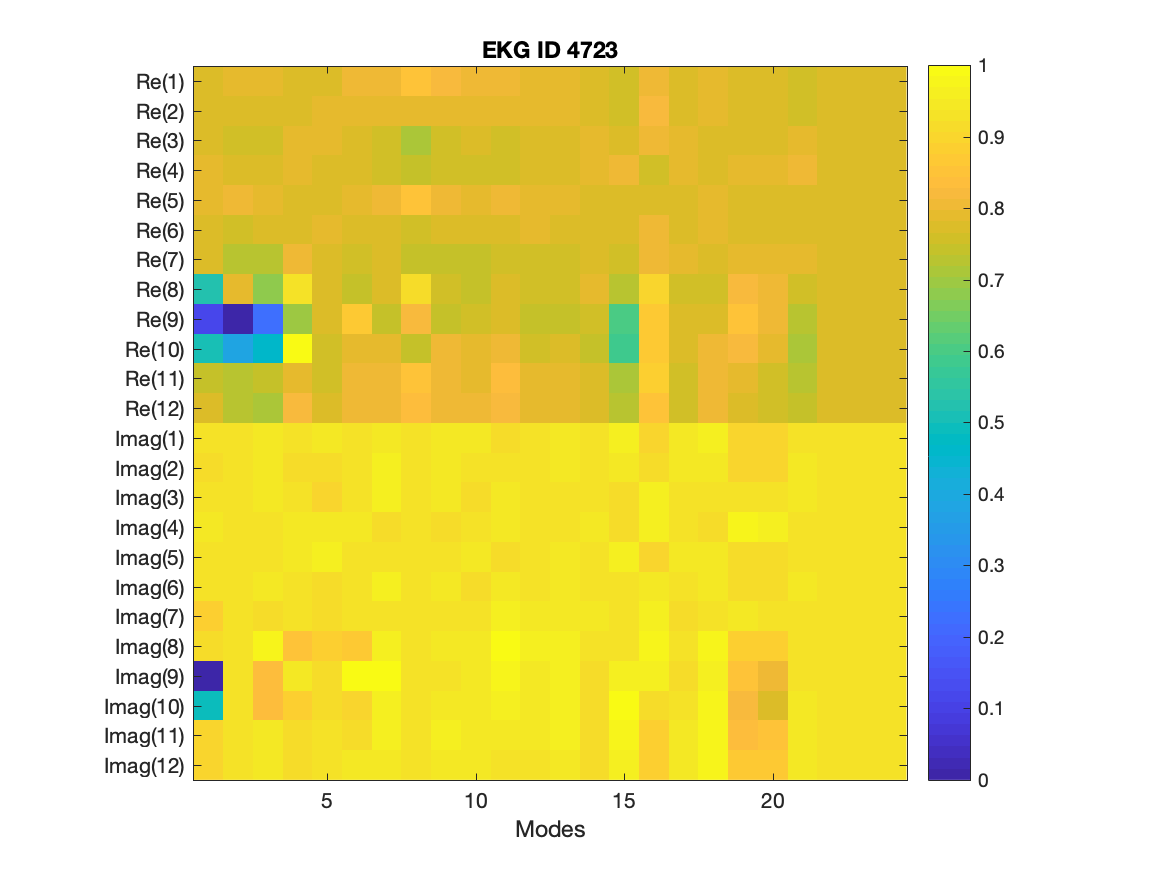 EKG ID 4723
Re(1)
Re(2)
Re(3)
Re(4)
Re(5)
Re(6)
Re(7)
Re(8)
Re(9)
Re(10)
Re(11)
Re(12)
Imag(1)
Imag(2)
Imag(3)
Imag(4)
Imag(5)
Imag(6)
Imag(7)
Imag(8)
Imag(9)
Imag(10)
Imag(11)
Imag(12)
5 10 15 20
Modes
1
0.9
0.8
0.7
0.6
0.5
0.4
0.3
0.2
0.1
0